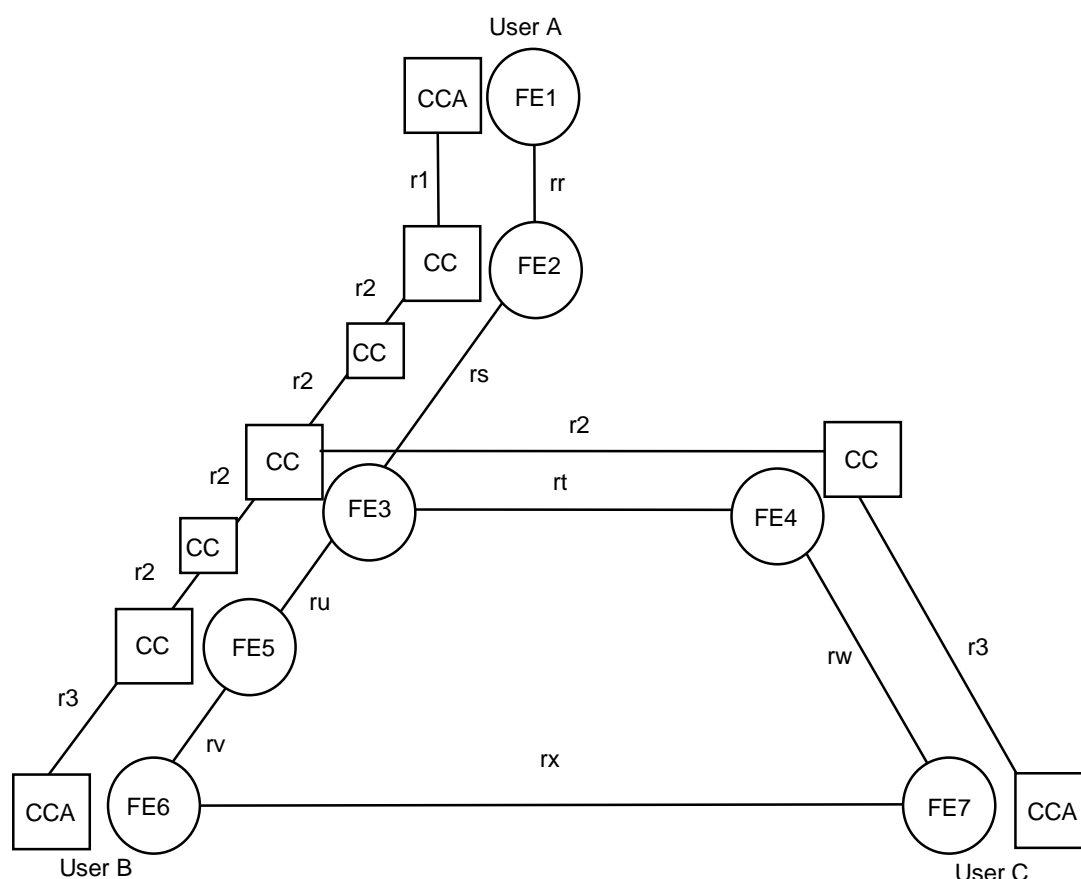 User A
CCA
FE1
r1
rr
CC
FE2
r2
CC
rs
r2
r2
CC
CC
r2
rt
FE3
FE4
CC
r2
ru
CC
FE5
rw
r3
r3
rv
rx
CCA
FE6
FE7
CCA
User B
User C